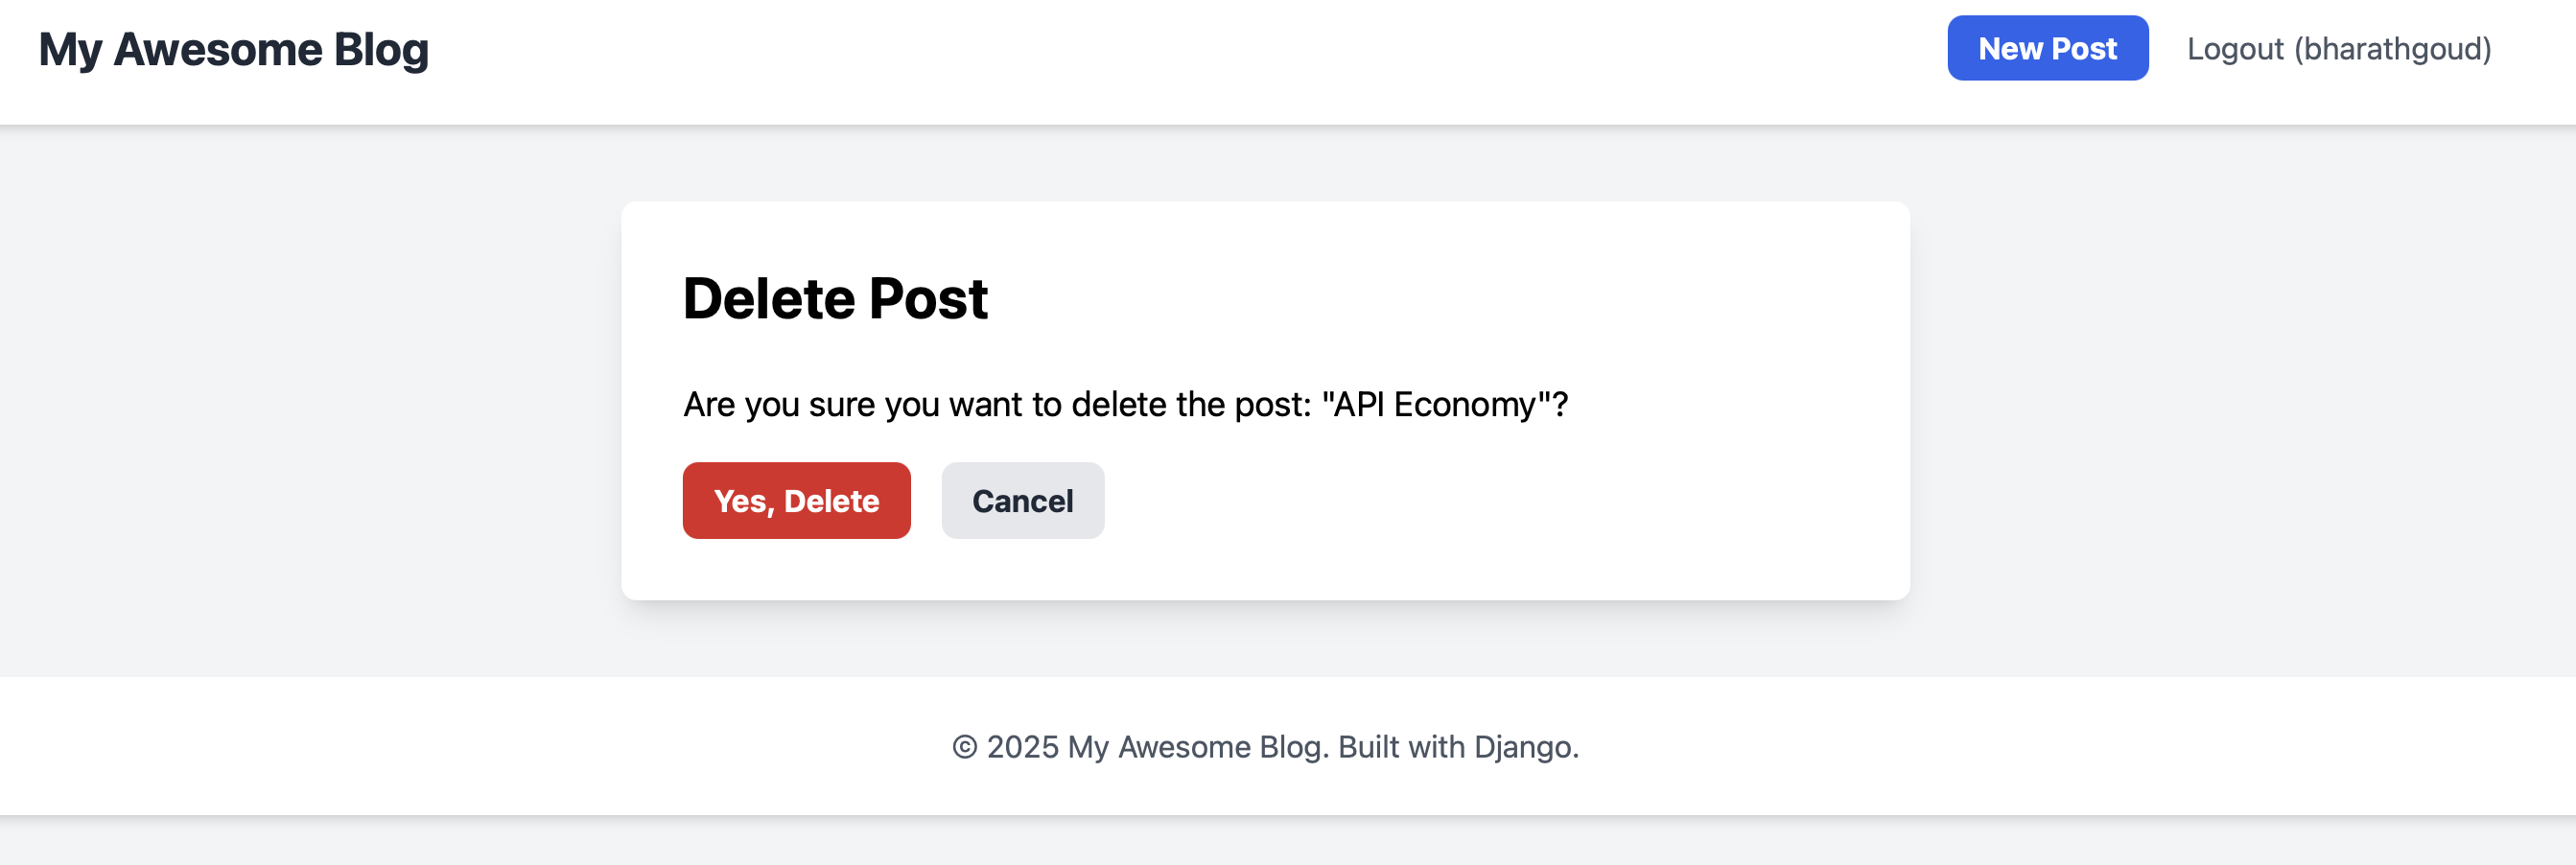 My Awesome Blog
New Post
Logout (bharathgoud)
Delete Post
Are you sure you want to delete the post: "API Economy"?
Yes, Delete
Cancel
© 2025 My Awesome Blog. Built with Django.